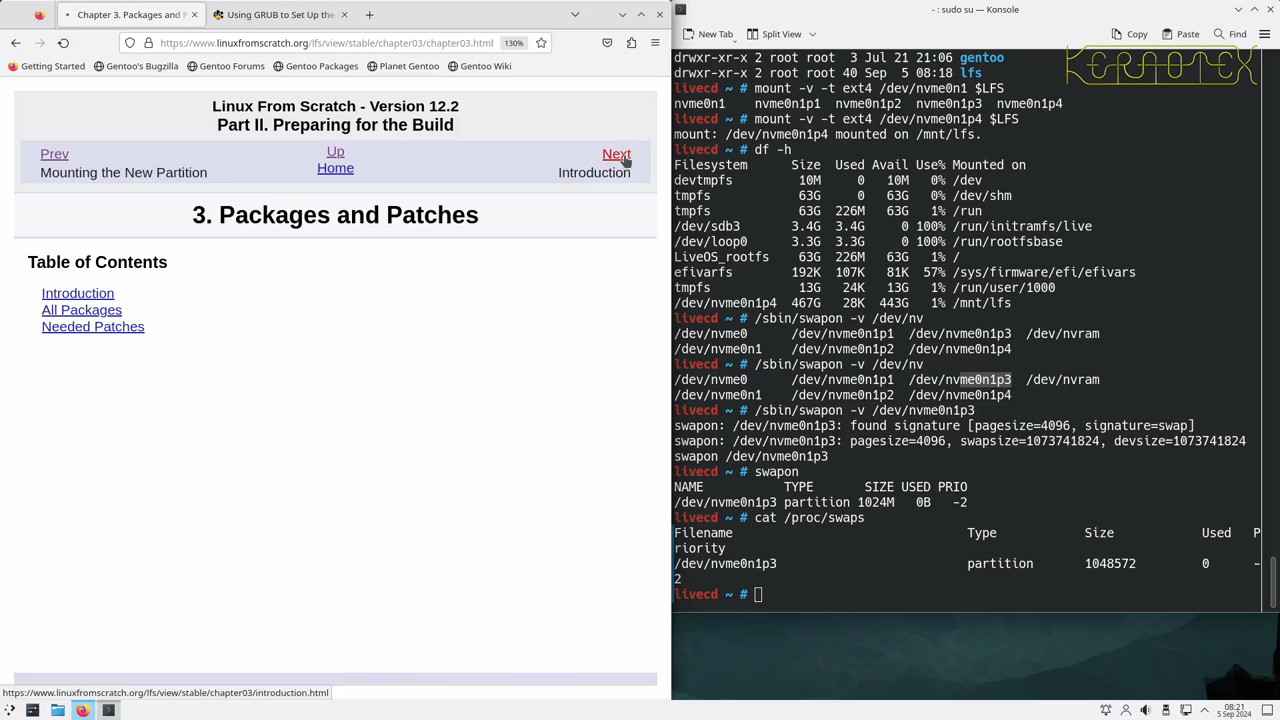 Chapter 3. Packages and P
Using GRUB to Set Up the
https://www.linuxfromscratch.org/lfs/view/stable/chapter03/chapter03.html
130%
Getting Started
Gentoo's Bugzilla
Gentoo Forums
Gentoo Packages
Planet Gentoo
Gentoo Wiki
Linux From Scratch - Version 12.2
Part II. Preparing for the Build
Prev
Up
Next
Mounting the New Partition
Home
Introduction
3. Packages and Patches
Table of Contents
Introduction
All Packages
Needed Patches
https://www.linuxfromscratch.org/lfs/view/stable/chapter03/introduction.html
- : sudo su — Konsole
New Tab
Split View
Copy
Paste
Find
KERNOTEX
drwxr-xr-x 2 root root  3 Jul 21 21:06 gentoo
drwxr-xr-x 2 root root 40 Sep  5 08:18 lfs
livecd ~ # mount -v -t ext4 /dev/nvme0n1 $LFS
nvme0n1    nvme0n1p1  nvme0n1p2  nvme0n1p3  nvme0n1p4
livecd ~ # mount -v -t ext4 /dev/nvme0n1p4 $LFS
mount: /dev/nvme0n1p4 mounted on /mnt/lfs.
livecd ~ # df -h
Filesystem      Size  Used Avail Use% Mounted on
devtmpfs         10M     0   10M   0% /dev
tmpfs            63G     0   63G   0% /dev/shm
tmpfs            63G  226M   63G   1% /run
/dev/sdb3       3.4G  3.4G     0 100% /run/initramfs/live
/dev/loop0      3.3G  3.3G     0 100% /run/rootfsbase
LiveOS_rootfs    63G  226M   63G   1% /
efivarfs        192K  107K   81K  57% /sys/firmware/efi/efivars
tmpfs            13G   24K   13G   1% /run/user/1000
/dev/nvme0n1p4  467G   28K  443G   1% /mnt/lfs
livecd ~ # /sbin/swapon -v /dev/nv
/dev/nvme0      /dev/nvme0n1p1  /dev/nvme0n1p3  /dev/nvram
/dev/nvme0n1    /dev/nvme0n1p2  /dev/nvme0n1p4
livecd ~ # /sbin/swapon -v /dev/nv
/dev/nvme0      /dev/nvme0n1p1  /dev/nvme0n1p3  /dev/nvram
/dev/nvme0n1    /dev/nvme0n1p2  /dev/nvme0n1p4
livecd ~ # /sbin/swapon -v /dev/nvme0n1p3
swapon: /dev/nvme0n1p3: found signature [pagesize=4096, signature=swap]
swapon: /dev/nvme0n1p3: pagesize=4096, swapsize=1073741824, devsize=1073741824
swapon /dev/nvme0n1p3
livecd ~ # swapon
NAME           TYPE       SIZE USED PRIO
/dev/nvme0n1p3 partition 1024M   0B   -2
livecd ~ # cat /proc/swaps
Filename                                Type            Size            Used            P
riority
/dev/nvme0n1p3                          partition       1048572         0               -
2
livecd ~ #
08:21
5 Sep 2024